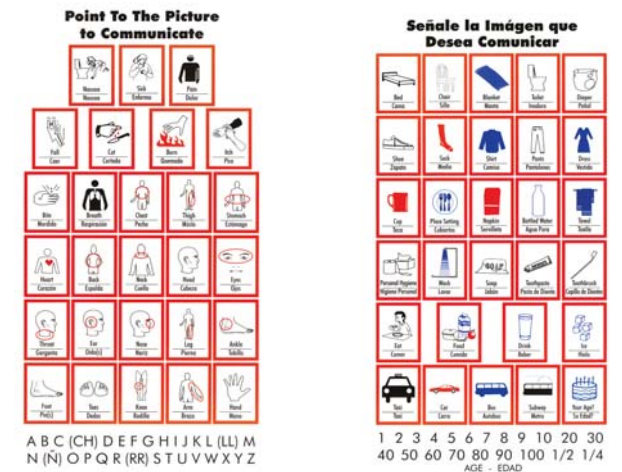 Point To The Picture
to Communicate
Nausea
Nausea
Sick
Enfermo
Pain
Dolor
Fall
Caer
Cut
Cortada
Burn
Quemada
Itch
Pica
Bite
Mordida
Breath
Respiración
Chest
Pecho
Thigh
Muslo
Stomach
Estómago
Heart
Corazón
Back
Espalda
Neck
Cuello
Head
Cabeza
Eyes
Ojos
Throat
Garganta
Ear
Oído(s)
Nose
Nariz
Leg
Pierna
Ankle
Tobillo
Foot
Pie(s)
Toes
Dedos
Knee
Rodilla
Arm
Brazo
Hand
Mano
A B C (CH) D E F G H I J K L (LL) M
N (Ñ) O P Q R (RR) S T U V W X Y Z
Señale la Imágen que
Desea Comunicar
Bed
Cama
Chair
Silla
Blanket
Manta
Toilet
Inodoro
Diaper
Pañal
Shoe
Zapato
Sock
Media
Shirt
Camisa
Pants
Pantalones
Dress
Vestido
Cup
Taza
Place Setting
Cubiertos
Napkin
Servilleta
Bottled Water
Agua Pura
Towel
Toalla
Personal Hygiene
Higiene Personal
Wash
Lavar
Soap
Jabón
Toothpaste
Pasta de Diente
Toothbrush
Cepillo de Dientes
Eat
Comer
Food
Comida
Drink
Beber
Ice
Hielo
Taxi
Taxi
Car
Carro
Bus
Autobus
Subway
Metro
Your Age?
Su Edad?
1 2 3 4 5 6 7 8 9 10 20 30
40 50 60 70 80 90 100 1/2 1/4
AGE - EDAD